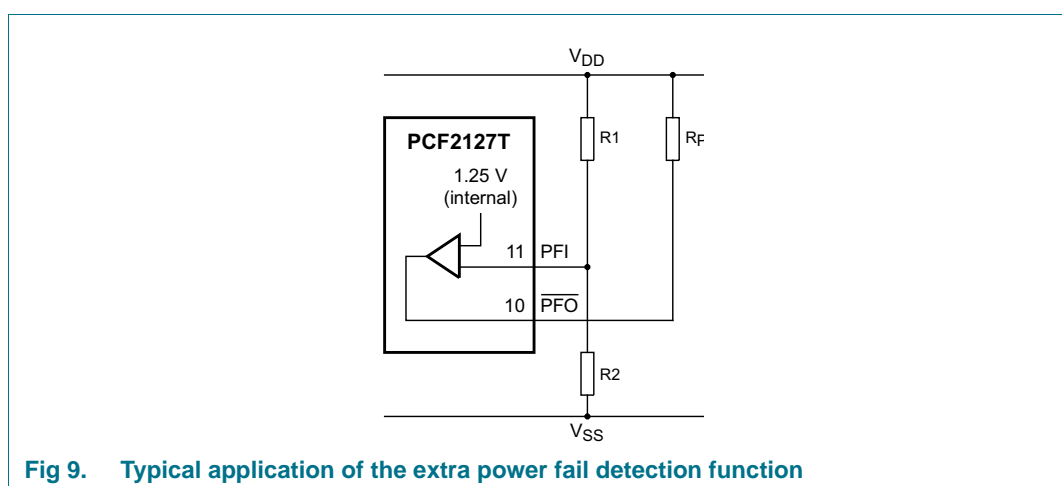 VDD
PCF2127T
R1
RP
1.25 V
(internal)
11 PFI
10 PFO
R2
VSS
Fig 9. Typical application of the extra power fail detection function